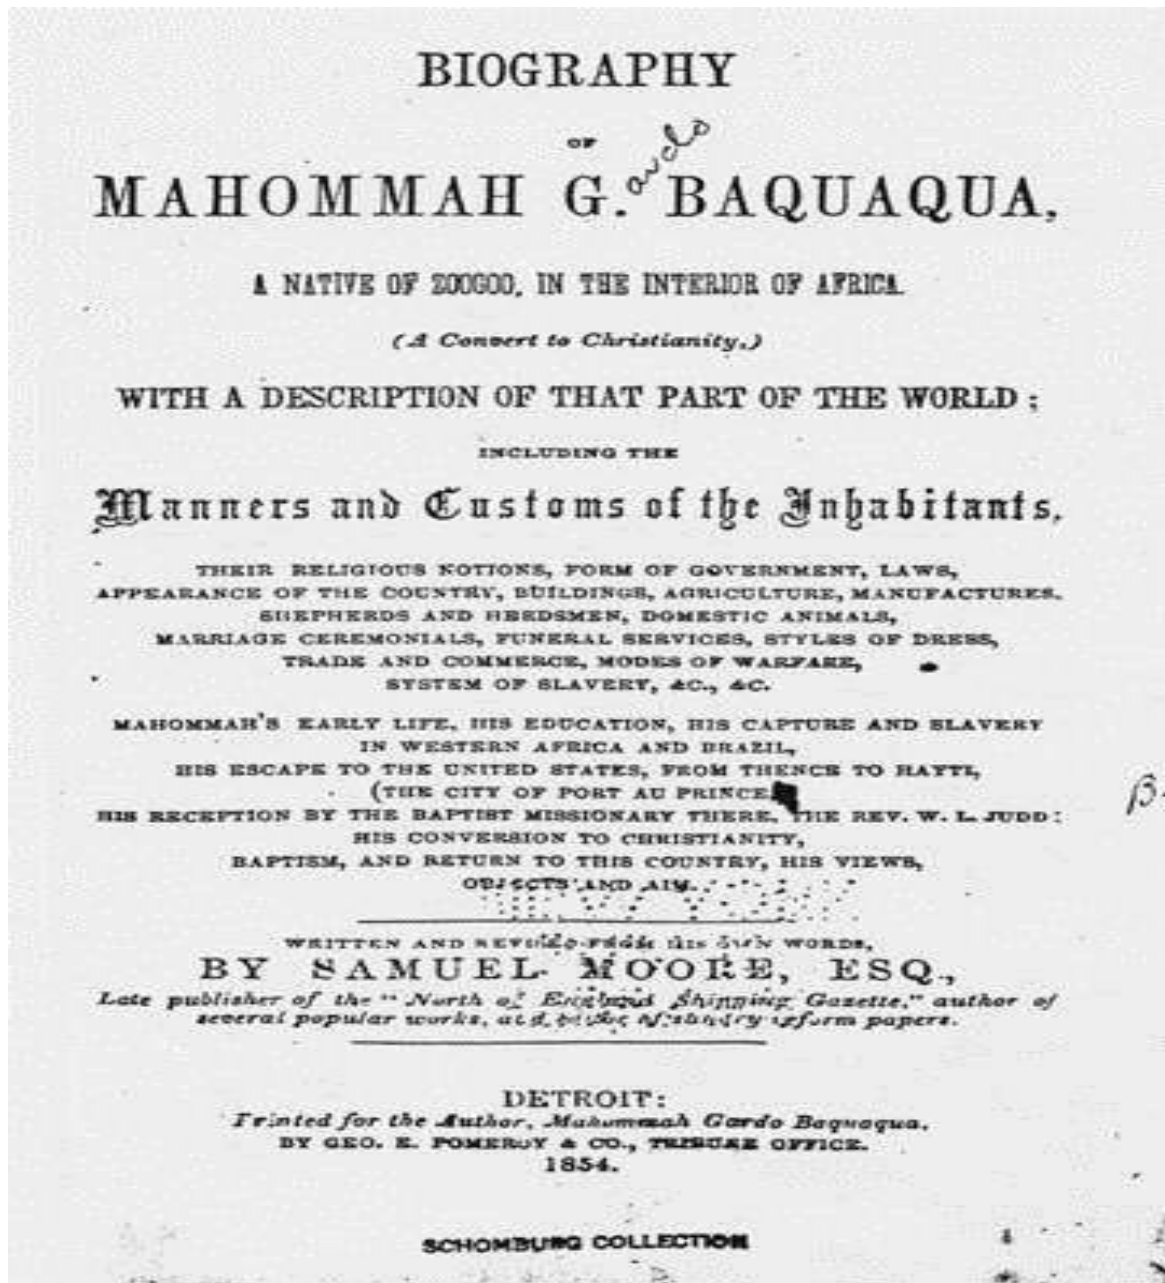 BIOGRAPHY
OF
MAHOMMAH G. BAQUAQUA,
ardo
A NATIVE OF ZOOGOO, IN THE INTERIOR OF AFRICA.
(A Convert to Christianity,)
WITH A DESCRIPTION OF THAT PART OF THE WORLD;
INCLUDING THE
Manners and Customs of the Inhabitants,
THEIR RELIGIOUS NOTIONS, FORM OF GOVERNMENT, LAWS,
APPEARANCE OF THE COUNTRY, BUILDINGS, AGRICULTURE, MANUFACTURES,
SHEPHERDS AND HERDSMEN, DOMESTIC ANIMALS,
MARRIAGE CEREMONIALS, FUNERAL SERVICES, STYLES OF DRESS,
TRADE AND COMMERCE, MODES OF WARFARE,
SYSTEM OF SLAVERY, &C., &C.
MAHOMMAH'S EARLY LIFE, HIS EDUCATION, HIS CAPTURE AND SLAVERY
IN WESTERN AFRICA AND BRAZIL,
HIS ESCAPE TO THE UNITED STATES, FROM THENCE TO HAYTI,
(THE CITY OF PORT AU PRINCE
HIS RECEPTION BY THE BAPTIST MISSIONARY THERE, THE REV. W. L. JUDD:
HIS CONVERSION TO CHRISTIANITY,
BAPTISM, AND RETURN TO THIS COUNTRY, HIS VIEWS,
OBJECTS AND AIM.
WRITTEN AND REVISED FROM HIS OWN WORDS,
BY SAMUEL MOORE, ESQ.,
Late publisher of the "North of England Shipping Gazette," author of
several popular works, and editor of sundry reform papers.
DETROIT:
Printed for the Author, Mahommah Gardo Baquaqua,
BY GEO. E. POMEROY & CO., TRIBUNE OFFICE.
1854.
SCHOMBURG COLLECTION